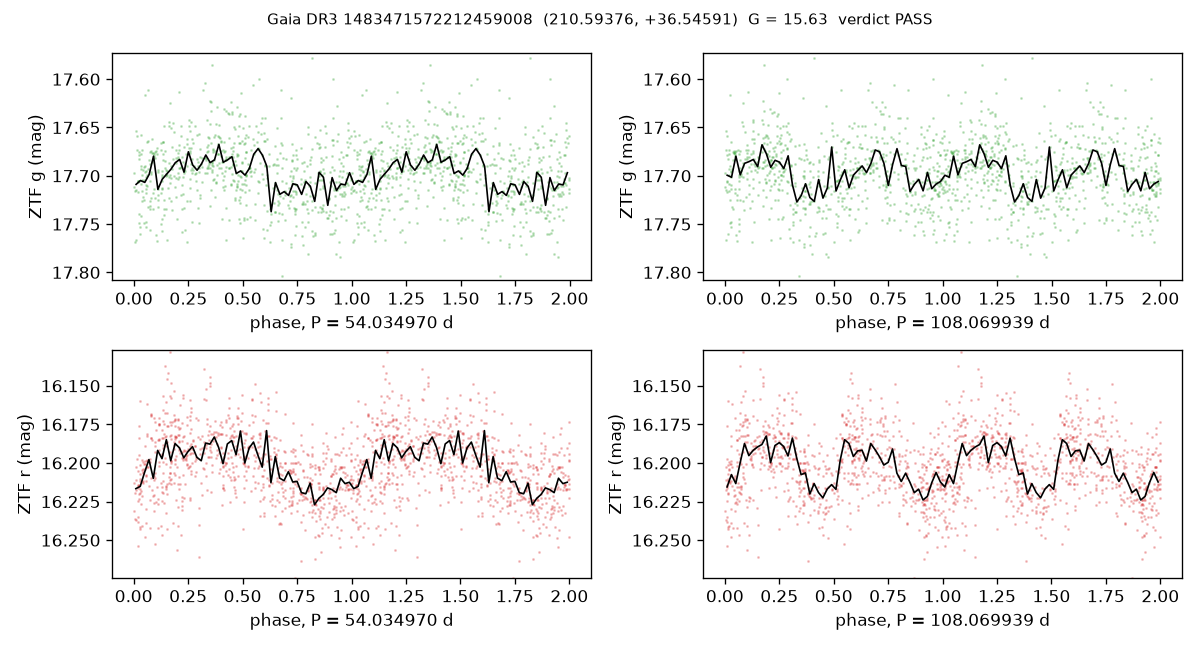 Gaia DR3 1483471572212459008 (210.59376, +36.54591) G = 15.63 verdict PASS
ZTF g (mag)
17.60
17.65
17.70
17.75
17.80
0.00 0.25 0.50 0.75 1.00 1.25 1.50 1.75 2.00
phase, P = 54.034970 d
ZTF g (mag)
17.60
17.65
17.70
17.75
17.80
0.00 0.25 0.50 0.75 1.00 1.25 1.50 1.75 2.00
phase, P = 108.069939 d
ZTF r (mag)
16.150
16.175
16.200
16.225
16.250
0.00 0.25 0.50 0.75 1.00 1.25 1.50 1.75 2.00
phase, P = 54.034970 d
ZTF r (mag)
16.150
16.175
16.200
16.225
16.250
0.00 0.25 0.50 0.75 1.00 1.25 1.50 1.75 2.00
phase, P = 108.069939 d